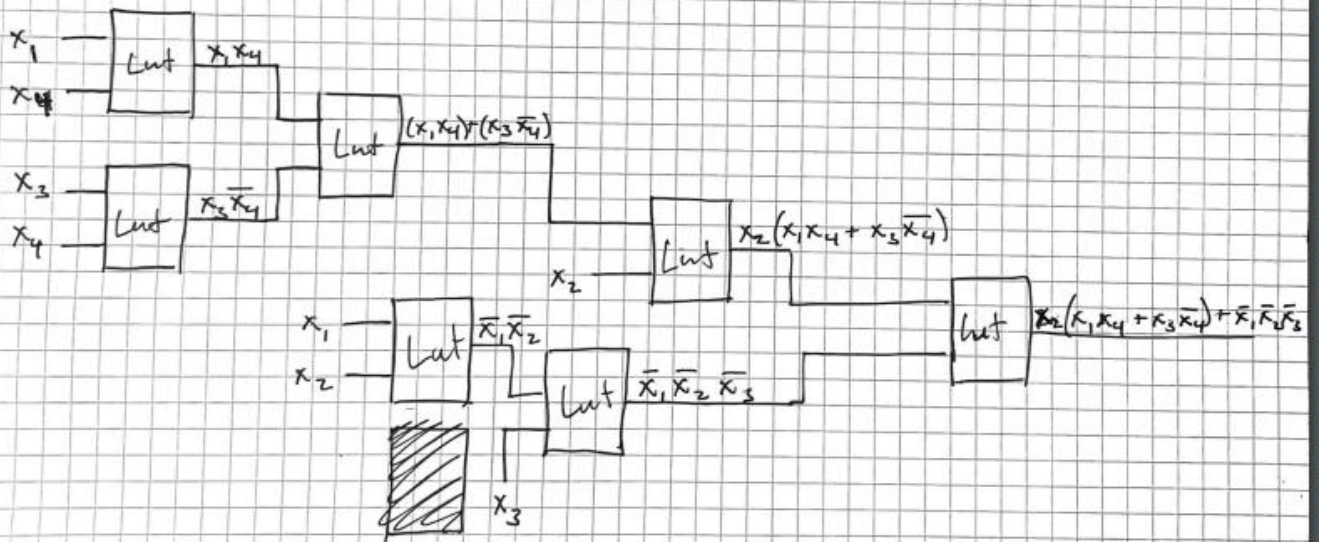 x₁
Lut
x₁x₄
x₄
Lut
(x₁x₄)+(x₃x̄₄)
x₃
Lut
x₃x̄₄
x₄
Lut
x₂(x₁x₄ + x₃x̄₄)
x₂
x₁
Lut
x̄₁x̄₂
x₂
Lut
x̄₁x̄₂x̄₃
x₃
Lut
x₂(x₁x₄ + x₃x̄₄) + x̄₁x̄₂x̄₃